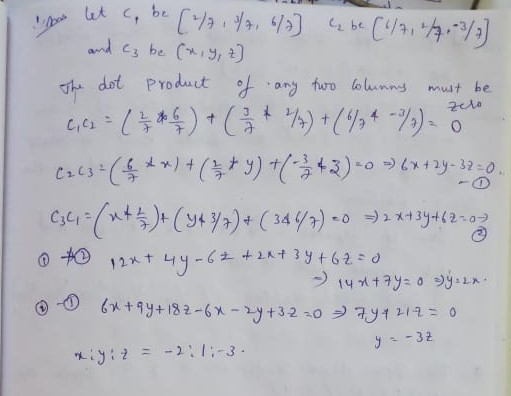 let C₁ be [2/7, 3/7, 6/7] C₂ be [6/7, 2/7, -3/7]
and C₃ be (x, y, z)
The dot product of any two columns must be zero
C₁C₂ = (2/7 * 6/7) + (3/7 * 2/7) + (6/7 * -3/7) = 0
C₂C₃ = (6/7 * x) + (2/7 * y) + (-3/7 * z) = 0 ⇒ 6x + 2y - 3z = 0. - ①
C₃C₁ = (x * 2/7) + (y * 3/7) + (z * 6/7) = 0 ⇒ 2x + 3y + 6z = 0 → ②
① + ② 12x + 4y - 6z + 2x + 3y + 6z = 0
⇒ 14x + 7y = 0 ⇒ y = 2x.
② - ① 6x + 9y + 18z - 6x - 2y + 3z = 0 ⇒ 7y + 21z = 0
y = -3z
x : y : z = -2 : 1 : -3.